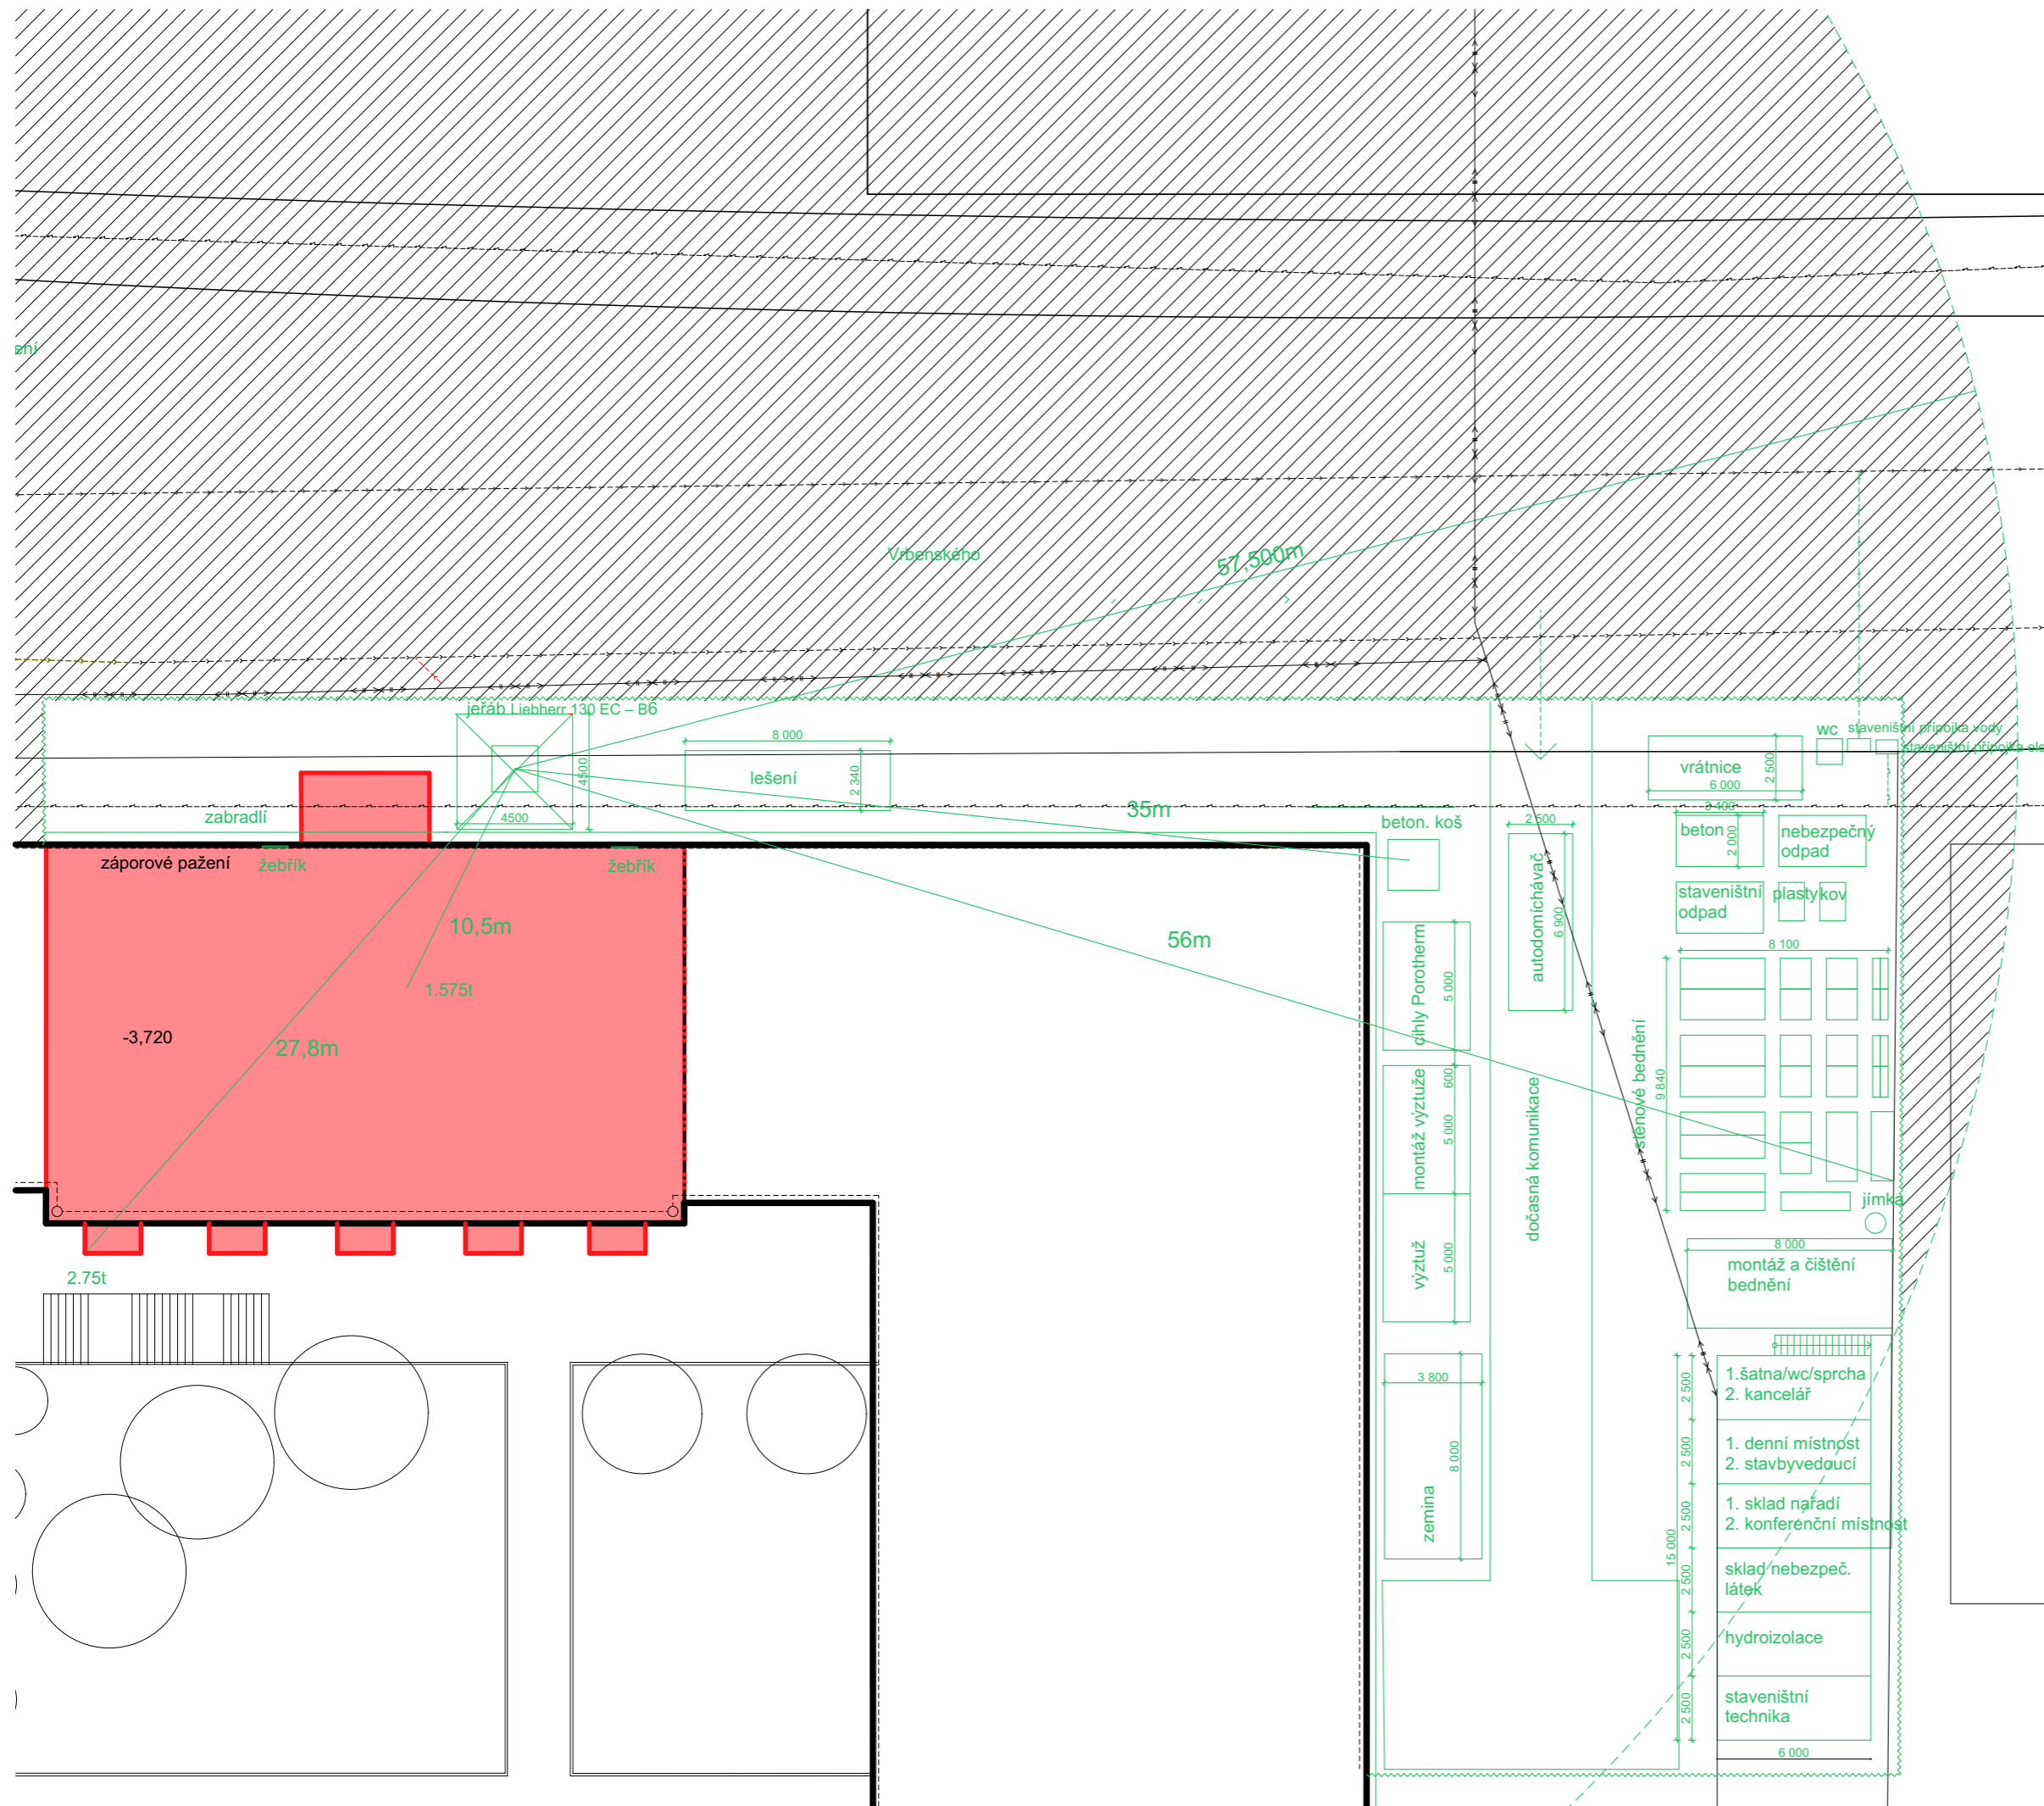 ení
Vrbenského
57,500m
jeřáb Liebherr 130 EC – B6
4500
4500
8 000
lešení
2 340
35m
56m
zabradlí
záporové pažení
žebřík
žebřík
10,5m
1.575t
-3,720
27,8m
2.75t
beton. koš
2 500
autodomíchávač
6 900
cihly Porotherm
5 000
600
montáž výztuže
5 000
výztuž
5 000
dočasná komunikace
3 800
8 000
zemina
vrátnice
6 000
2 500
wc
staveništní přípojka vody
staveništní přípojka ele
3 400
beton
2 000
nebezpečný
odpad
staveništní
odpad
plasty
kov
8 100
stěnové bednění
9 840
jímka
8 000
montáž a čištění
bednění
1.šatna/wc/sprcha
2. kancelář
2 500
1. denní místnost
2. stavbyvedoucí
2 500
1. sklad nařadí
2. konferenční místnost
2 500
15 000
sklad nebezpeč.
látek
2 500
hydroizolace
2 500
staveništní
technika
2 500
6 000